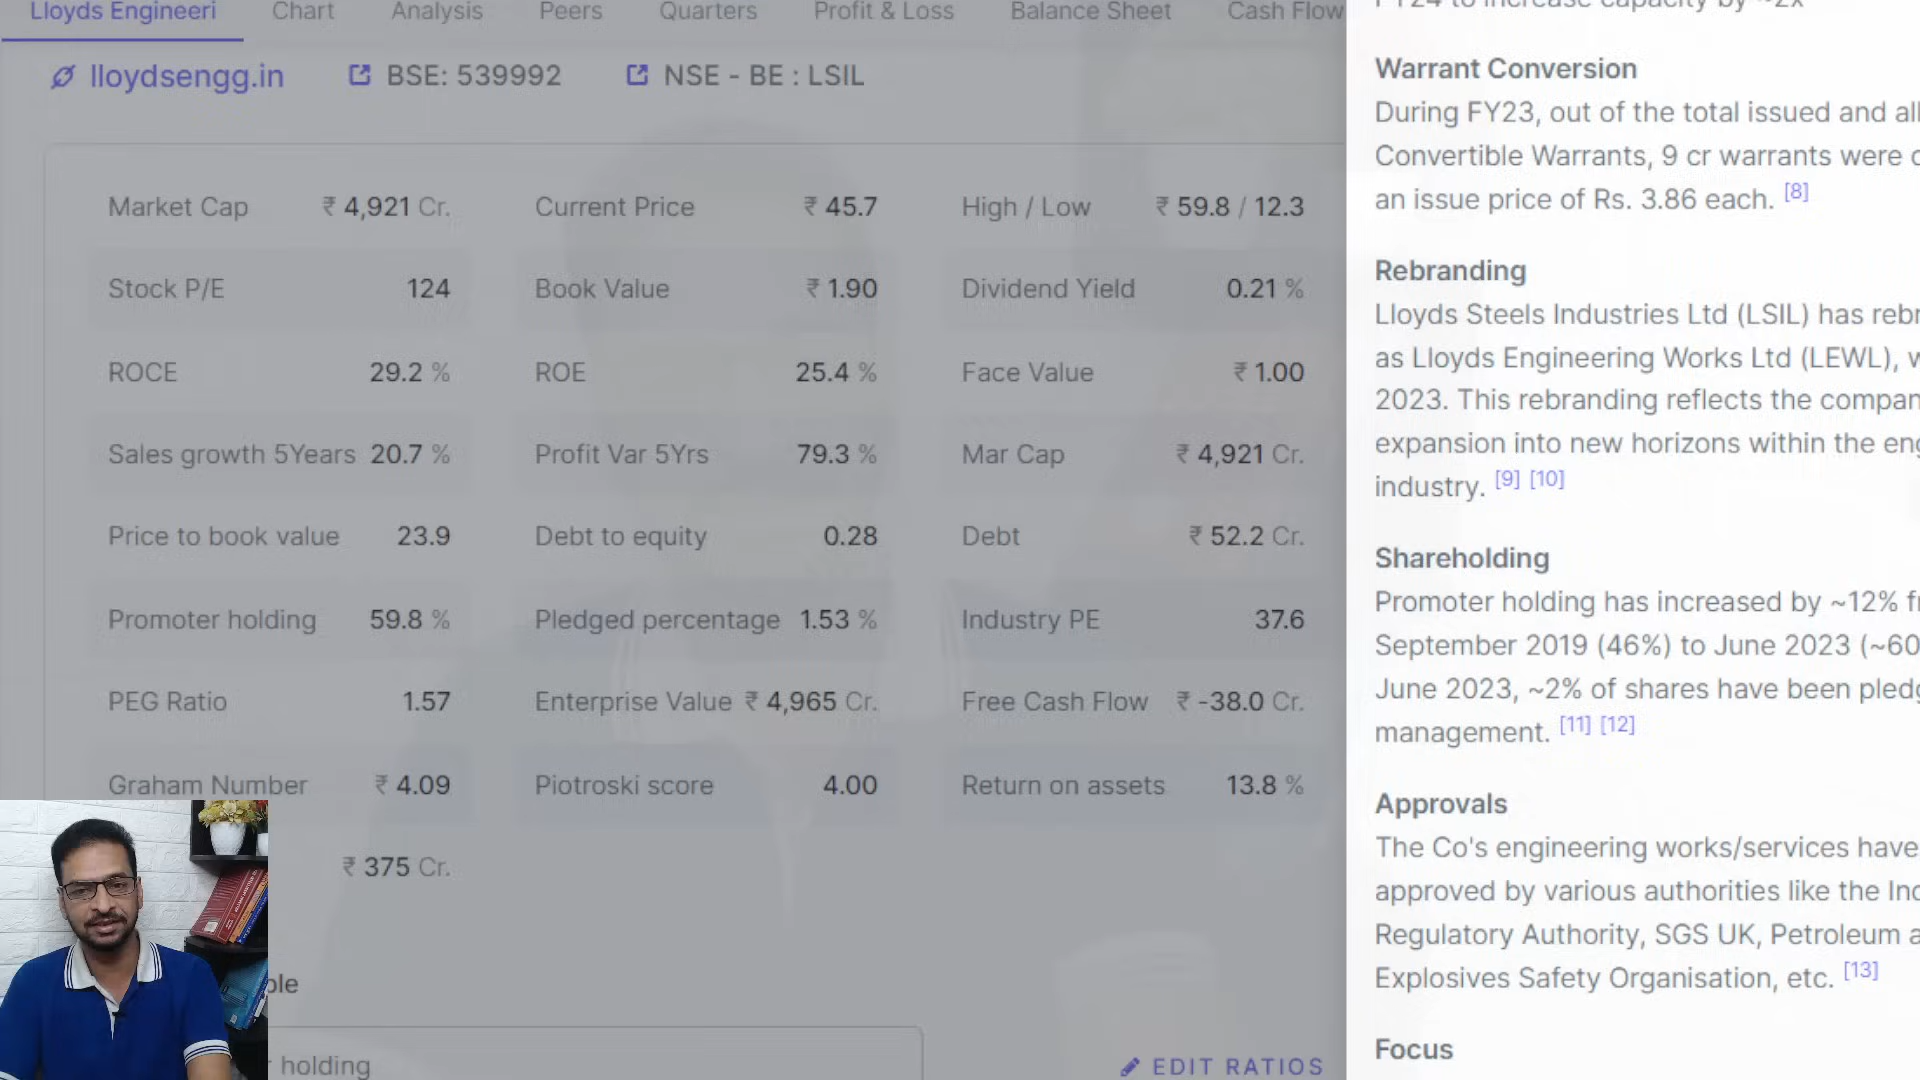 Lloyds Engineeri Chart Analysis Peers Quarters Profit & Loss Balance Sheet Cash Flow
lloydsengg.in BSE: 539992 NSE - BE : LSIL
Market Cap ₹ 4,921 Cr. Current Price ₹ 45.7 High / Low ₹ 59.8 / 12.3
Stock P/E 124 Book Value ₹ 1.90 Dividend Yield 0.21 %
ROCE 29.2 % ROE 25.4 % Face Value ₹ 1.00
Sales growth 5Years 20.7 % Profit Var 5Yrs 79.3 % Mar Cap ₹ 4,921 Cr.
Price to book value 23.9 Debt to equity 0.28 Debt ₹ 52.2 Cr.
Promoter holding 59.8 % Pledged percentage 1.53 % Industry PE 37.6
PEG Ratio 1.57 Enterprise Value ₹ 4,965 Cr. Free Cash Flow ₹ -38.0 Cr.
Graham Number ₹ 4.09 Piotroski score 4.00 Return on assets 13.8 %
₹ 375 Cr.
ple
holding
EDIT RATIOS
FY24 to increase capacity by ~2x
Warrant Conversion
During FY23, out of the total issued and all
Convertible Warrants, 9 cr warrants were
an issue price of Rs. 3.86 each. [8]
Rebranding
Lloyds Steels Industries Ltd (LSIL) has rebr
as Lloyds Engineering Works Ltd (LEWL),
2023. This rebranding reflects the compan
expansion into new horizons within the eng
industry. [9] [10]
Shareholding
Promoter holding has increased by ~12% f
September 2019 (46%) to June 2023 (~60
June 2023, ~2% of shares have been pledg
management. [11] [12]
Approvals
The Co's engineering works/services have
approved by various authorities like the
Regulatory Authority, SGS UK, Petroleum a
Explosives Safety Organisation, etc. [13]
Focus